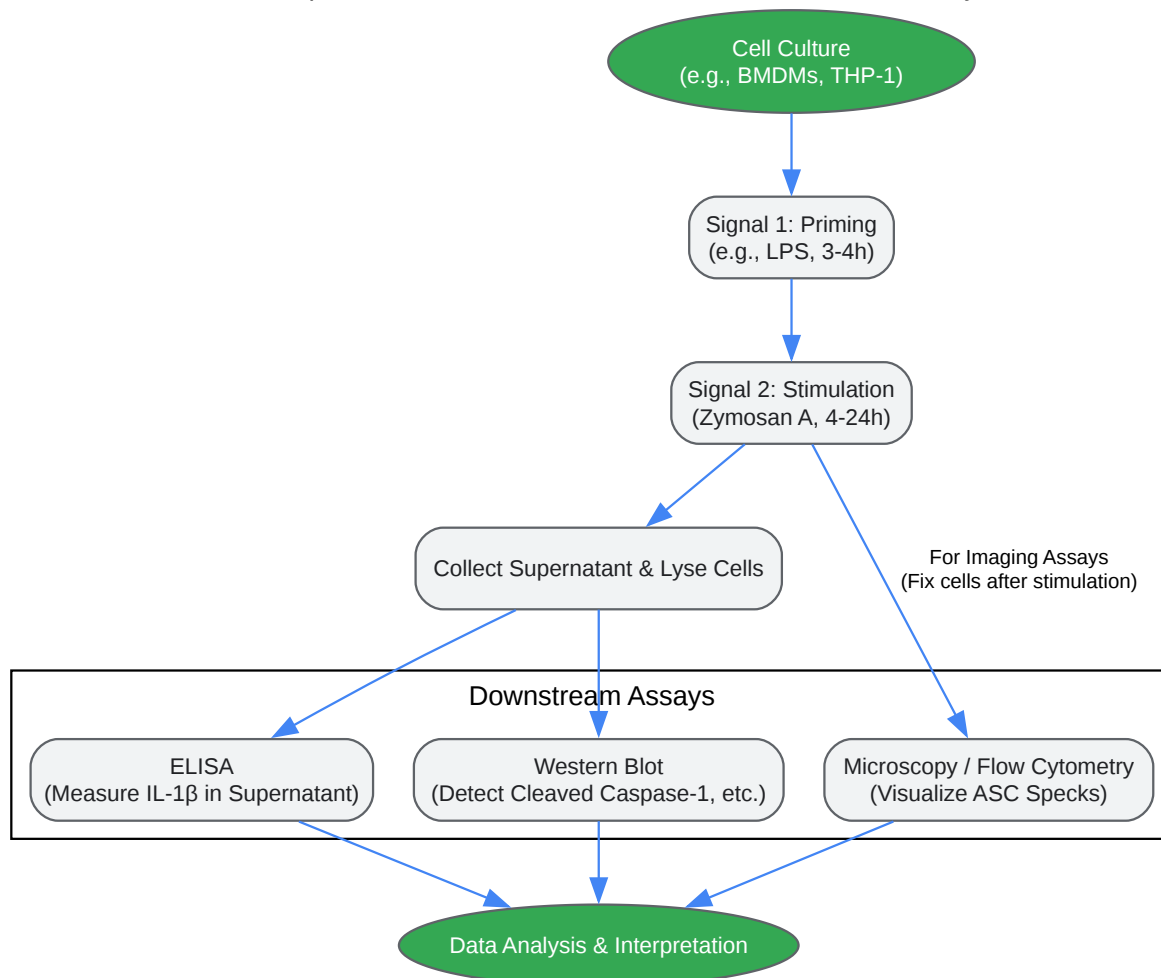 Cell Culture
(e.g., BMDMs, THP-1)
Signal 1: Priming
(e.g., LPS, 3-4h)
Signal 2: Stimulation
(Zymosan A, 4-24h)
Collect Supernatant & Lyse Cells
For Imaging Assays
(Fix cells after stimulation)
Downstream Assays
ELISA
(Measure IL-1β in Supernatant)
Western Blot
(Detect Cleaved Caspase-1, etc.)
Microscopy / Flow Cytometry
(Visualize ASC Specks)
Data Analysis & Interpretation